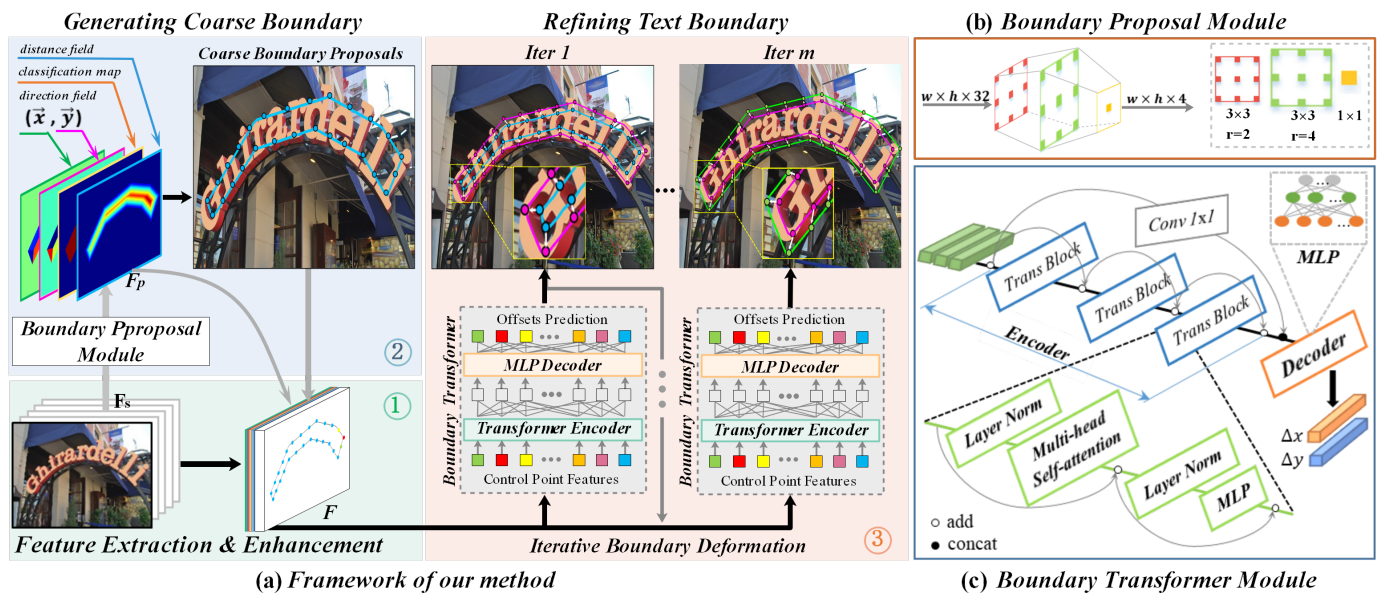 Generating Coarse Boundary
distance field
classification map
direction field
(x⃗, y⃗)
Coarse Boundary Proposals
Ghirardelli
Fp
Boundary Pproposal
Module
②
①
Fs
Ghirardelli
F
Feature Extraction & Enhancement
Refining Text Boundary
Iter 1
Iter m
Ghirardelli
Ghirardelli
...
Boundary Transformer
Offsets Prediction
MLP Decoder
Transformer Encoder
Control Point Features
Boundary Transformer
Offsets Prediction
MLP Decoder
Transformer Encoder
Control Point Features
Iterative Boundary Deformation
③
(a) Framework of our method
(b) Boundary Proposal Module
w × h × 32
w × h × 4
3×3
r=2
3×3
r=4
1×1
Conv 1x1
MLP
Trans Block
Trans Block
Trans Block
Encoder
Decoder
Δx
Δy
Layer Norm
Multi-head
Self-attention
Layer Norm
MLP
add
concat
(c) Boundary Transformer Module